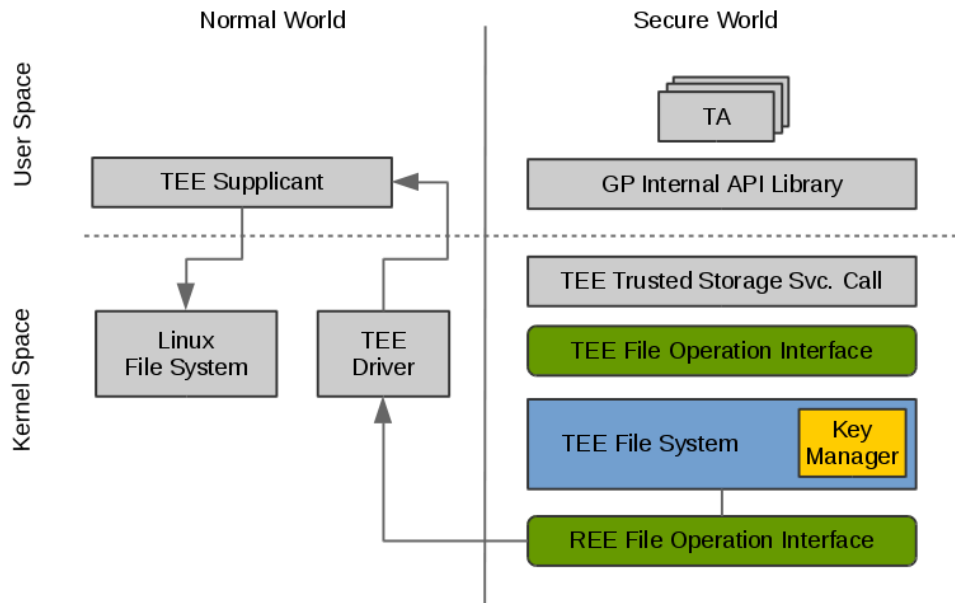 Normal World
Secure World
User Space
TA
TEE Supplicant
GP Internal API Library
Kernel Space
TEE Trusted Storage Svc. Call
Linux
File System
TEE
Driver
TEE File Operation Interface
TEE File System
Key
Manager
REE File Operation Interface